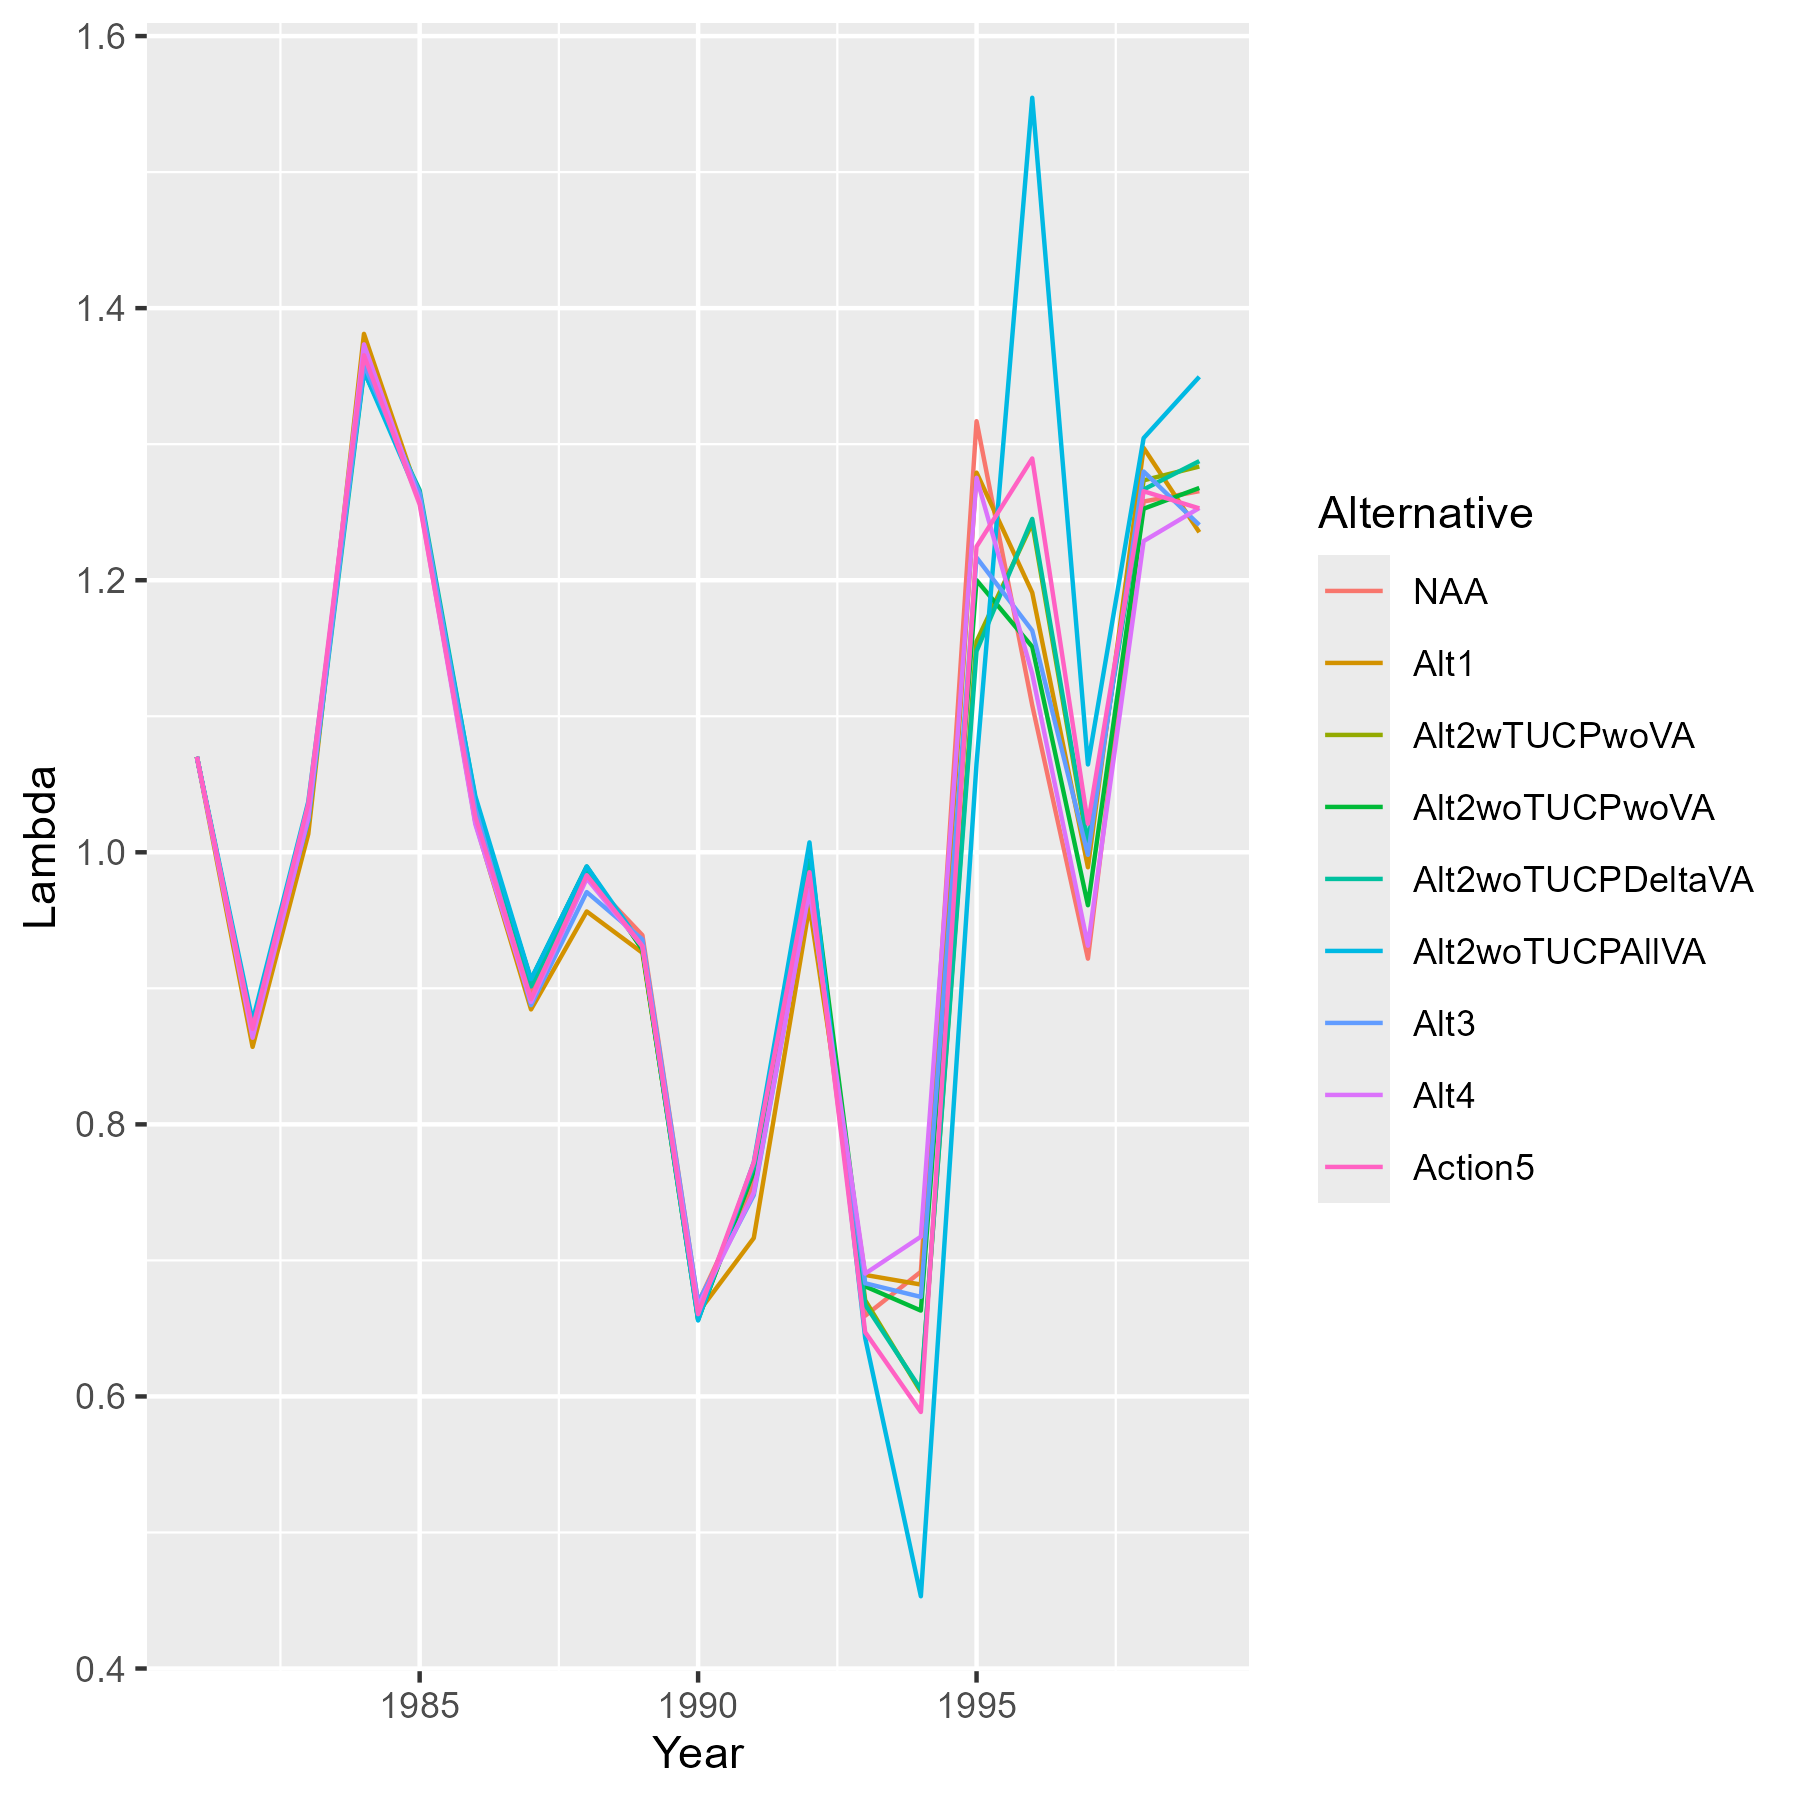 1.6
1.4
1.2
1.0
0.8
0.6
0.4
Lambda
1985 1990 1995
Year
Alternative
NAA
Alt1
Alt2wTUCPwoVA
Alt2woTUCPwoVA
Alt2woTUCPDeltaVA
Alt2woTUCPAllVA
Alt3
Alt4
Action5